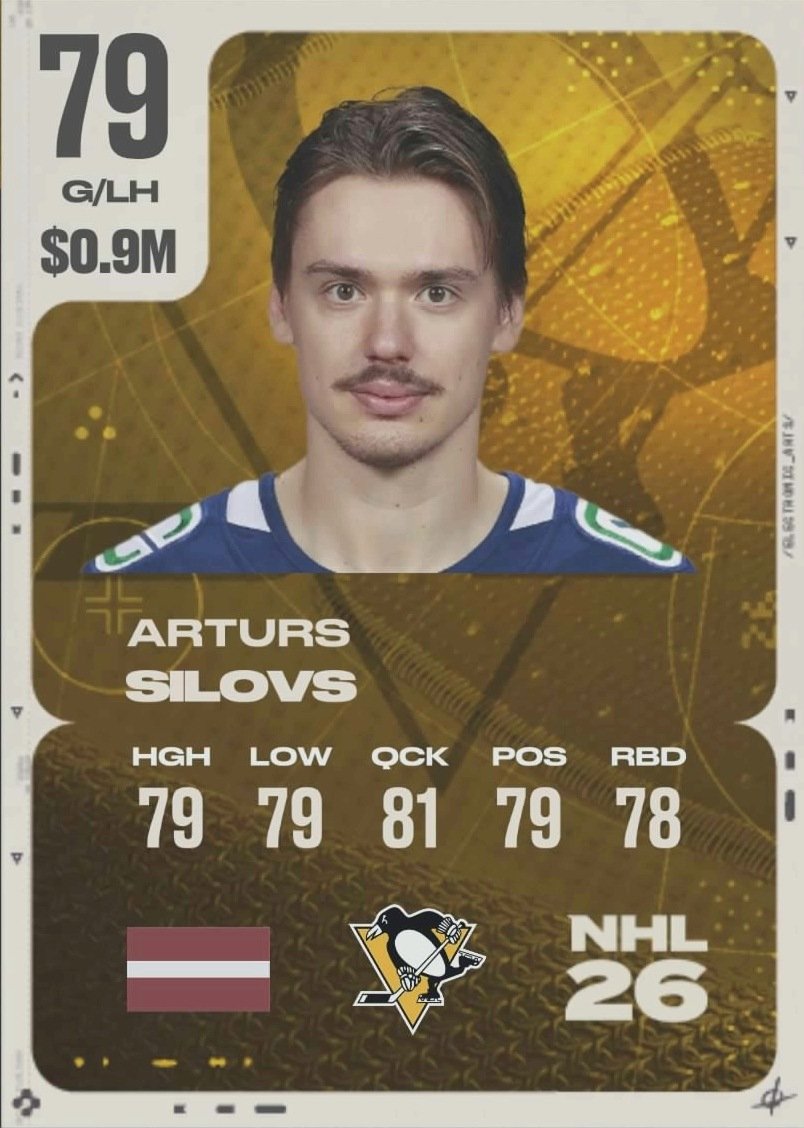 79
G/LH
$0.9M
ARTURS
SILOVS
HGH LOW QCK POS RBD
79 79 81 79 78
NHL
26